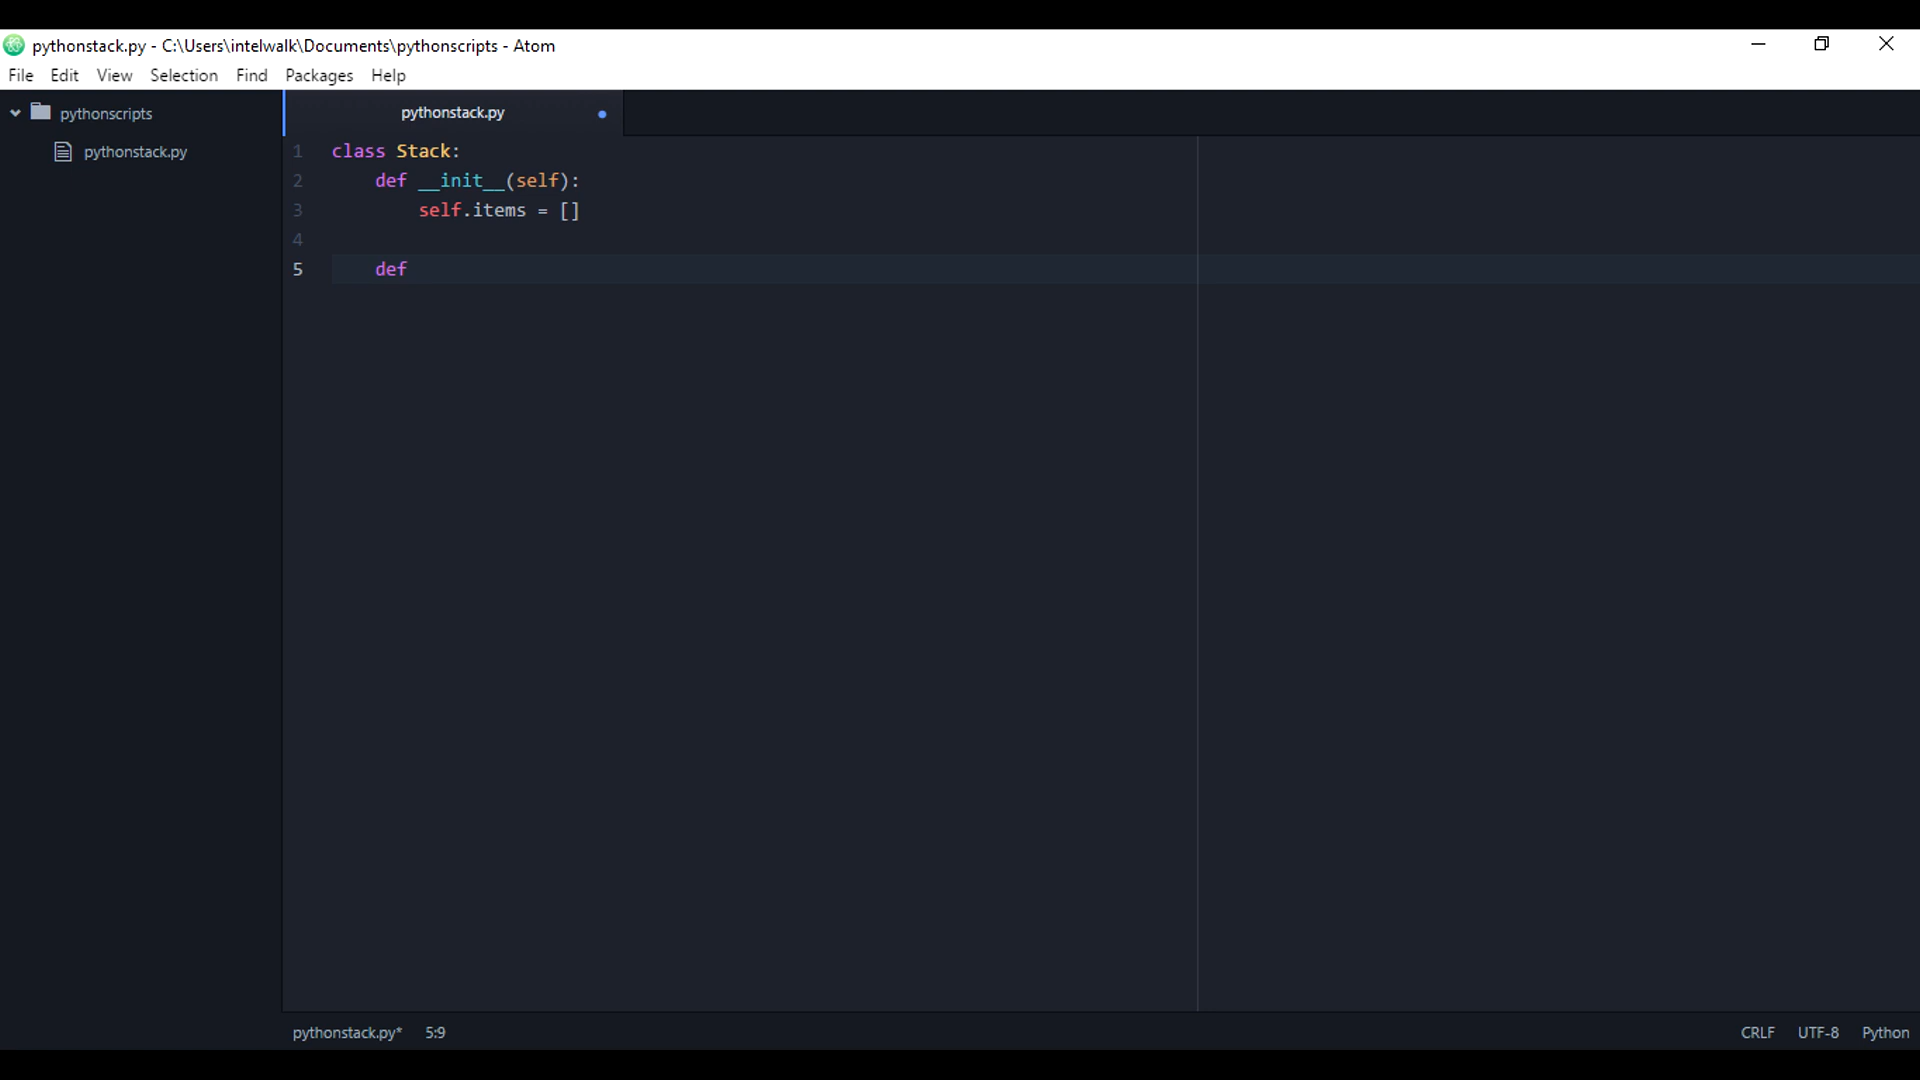 pythonstack.py - C:\Users\intelwalk\Documents\pythonscripts - Atom
File Edit View Selection Find Packages Help
pythonscripts
pythonstack.py
pythonstack.py
1 class Stack:
2     def __init__(self):
3         self.items = []
4
5     def
pythonstack.py* 5:9
CRLF UTF-8 Python